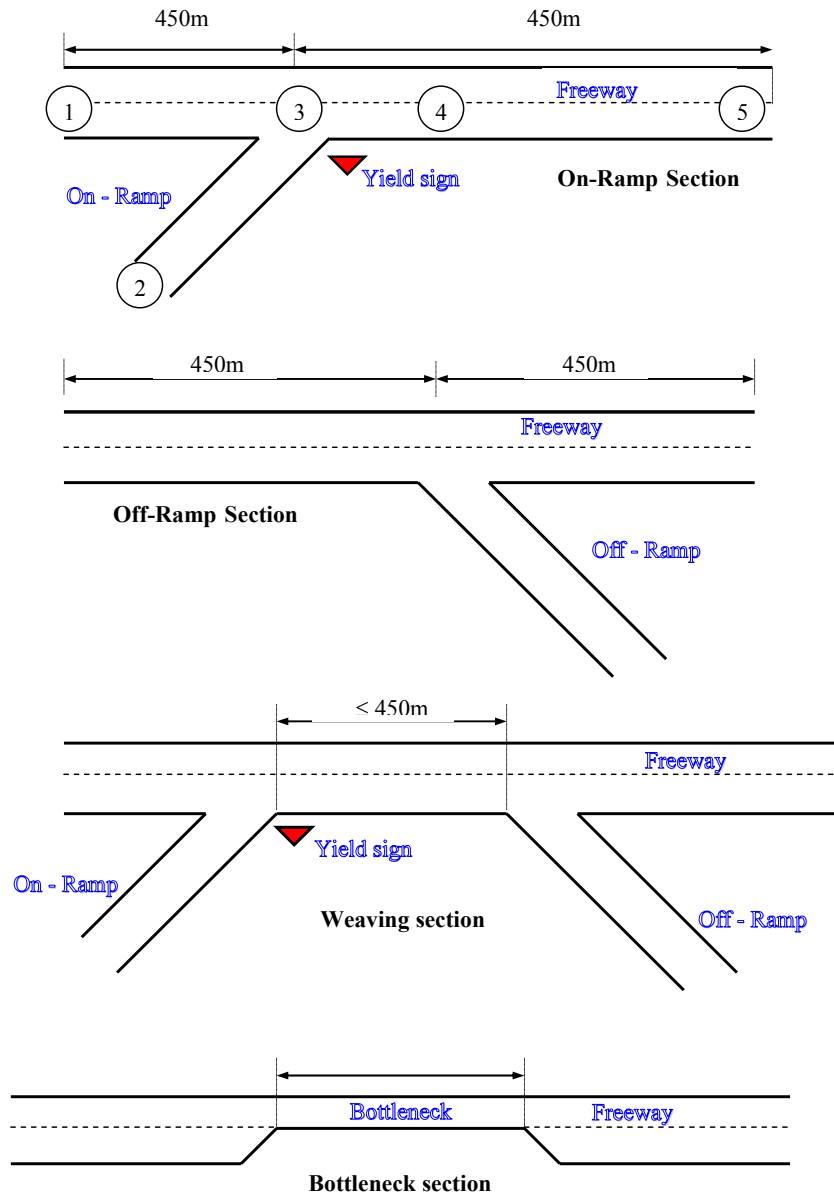 450m 450m
Freeway
1 3 4 5
On - Ramp Yield sign On-Ramp Section
2
450m 450m
Freeway
Off-Ramp Section
Off - Ramp
≤ 450m
Freeway
Yield sign
On - Ramp
Weaving section Off - Ramp
Bottleneck Freeway
Bottleneck section